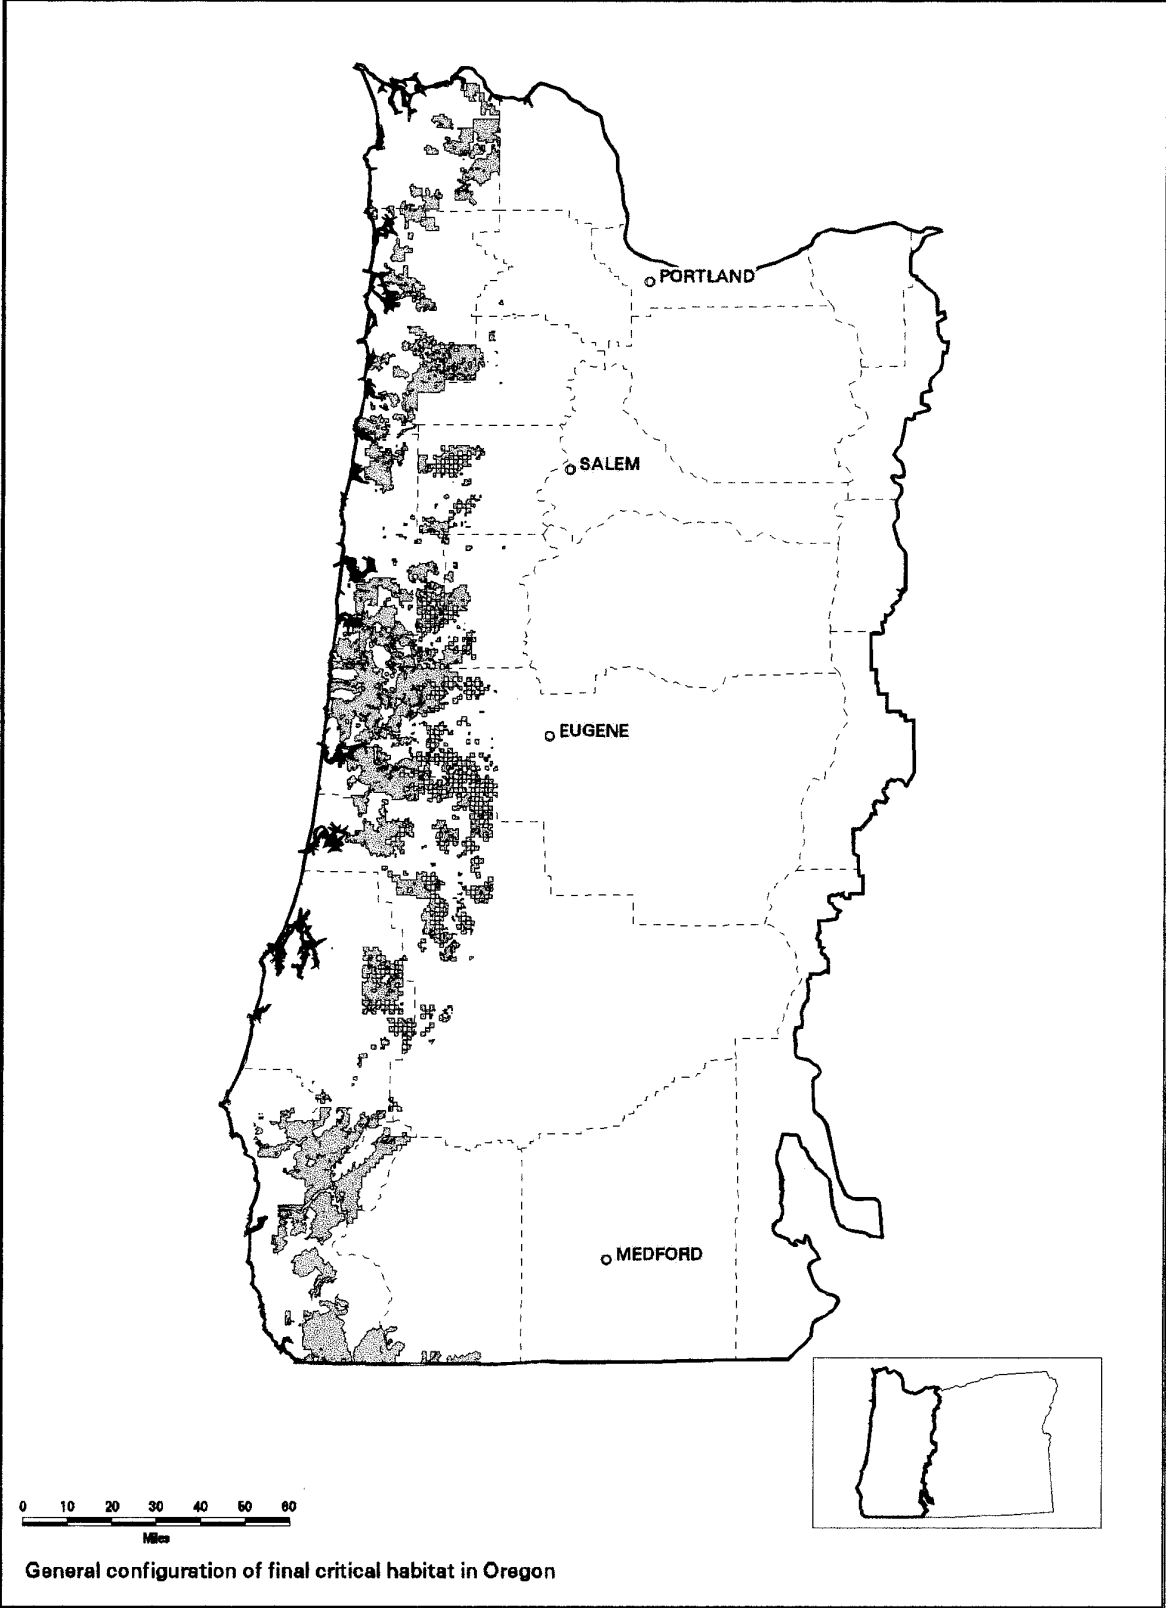 PORTLAND
SALEM
EUGENE
MEDFORD
0 10 20 30 40 50 60
Miles
General configuration of final critical habitat in Oregon